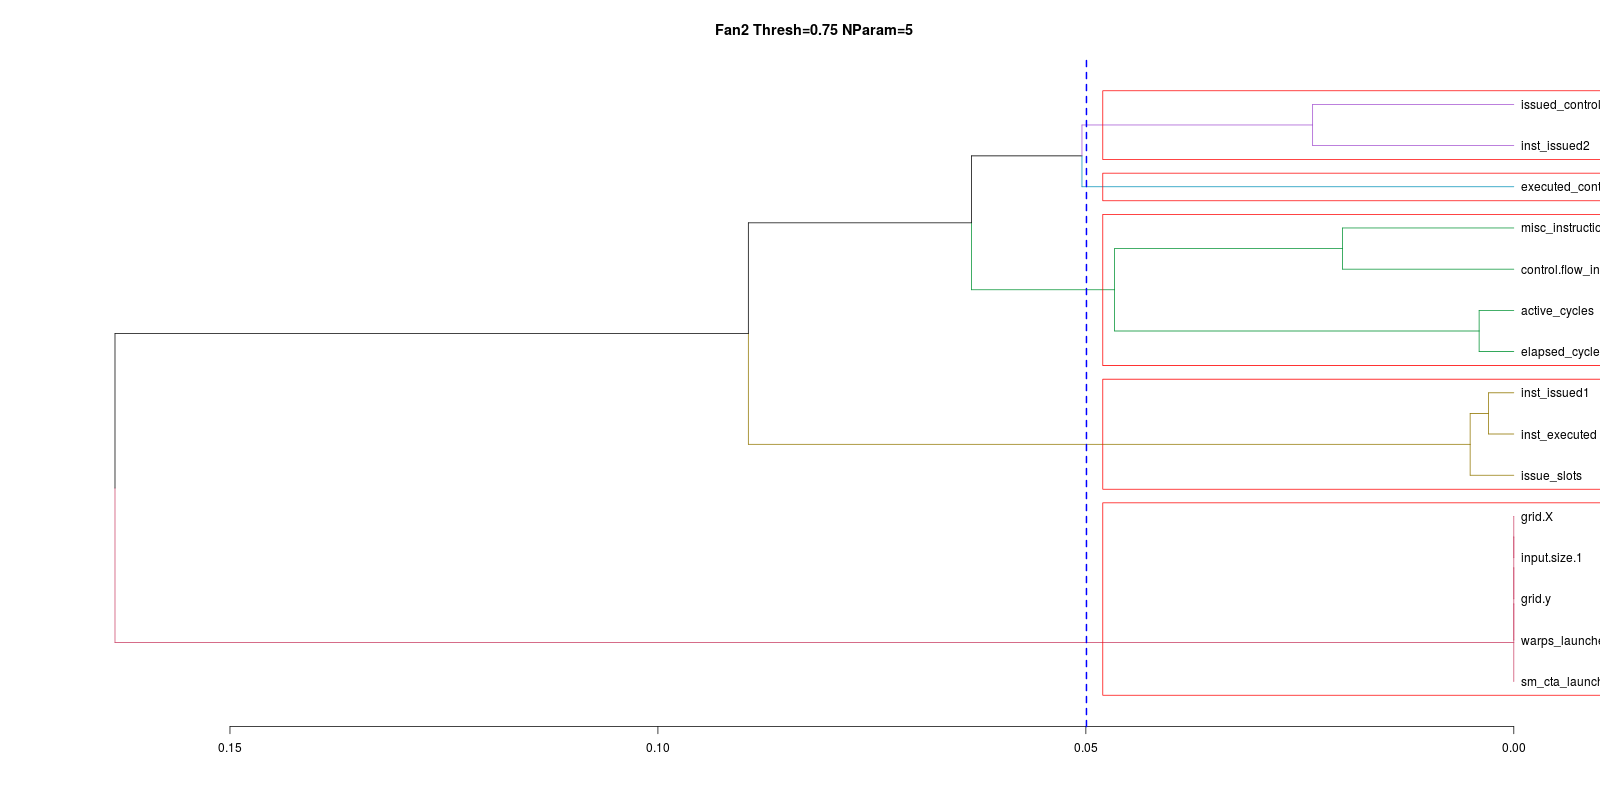 Fan2 Thresh=0.75 NParam=5
issued_control
inst_issued2
executed_cont
misc_instructio
control.flow_in
active_cycles
elapsed_cycle
inst_issued1
inst_executed
issue_slots
grid.X
input.size.1
grid.y
warps_launche
sm_cta_launch
0.15 0.10 0.05 0.00